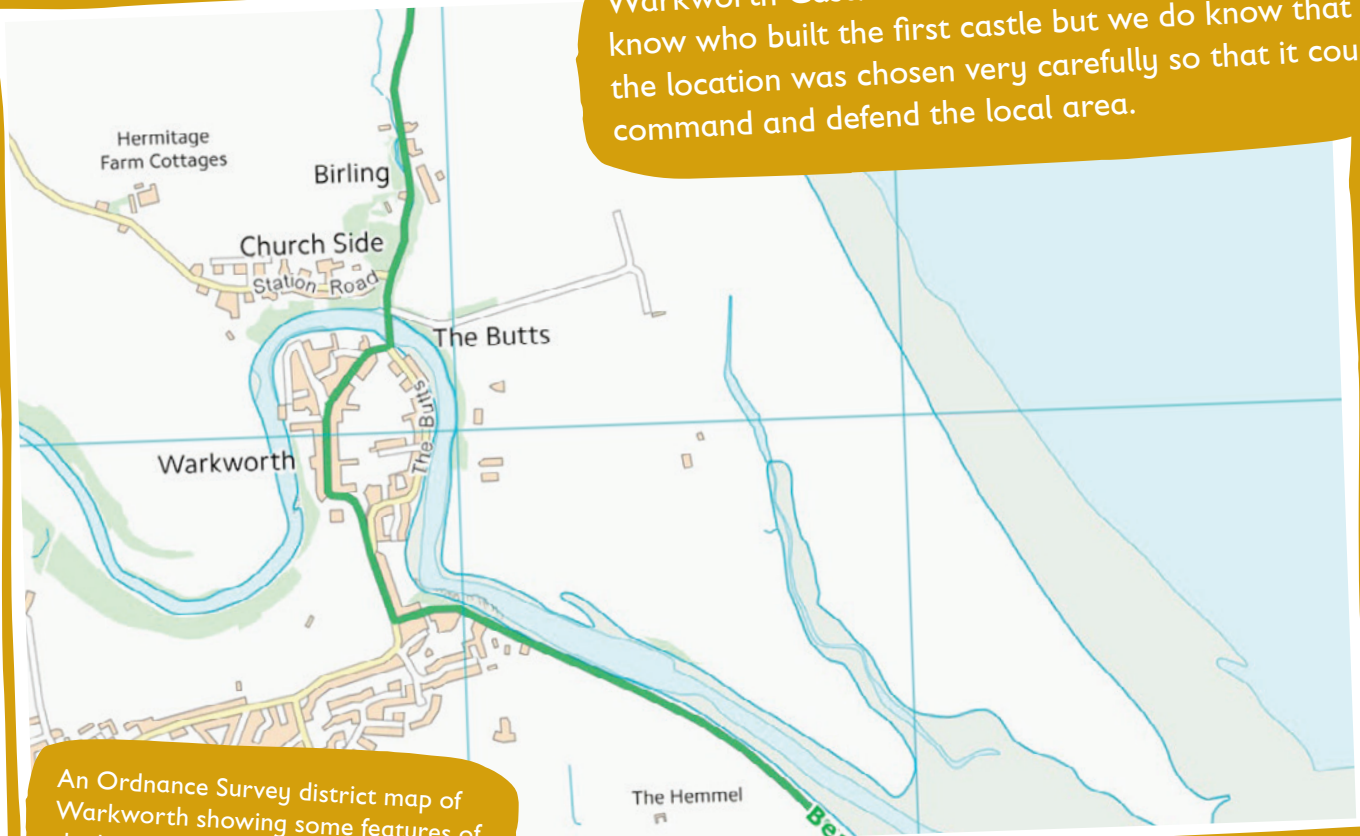 Warkworth
know who built the first castle but we do know that
the location was chosen very carefully so that it
command and defend the local area.
Hermitage
Farm Cottages
Birling
Church Side
Station Road
The Butts
The Butts
Warkworth
The Hemmel
An Ordnance Survey district map of
Warkworth showing some features of